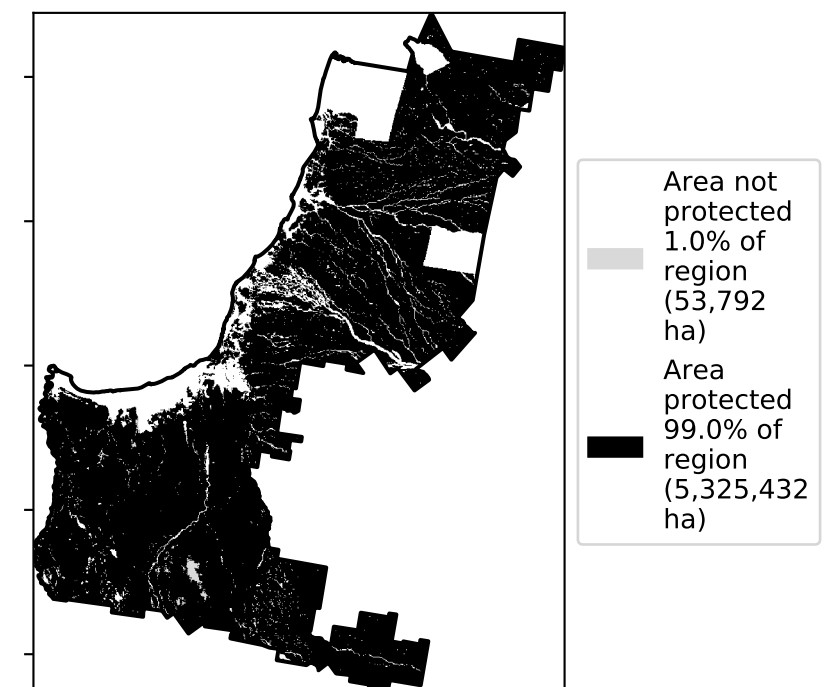 Area not
protected
1.0% of
region
(53,792
ha)
Area
protected
99.0% of
region
(5,325,432
ha)